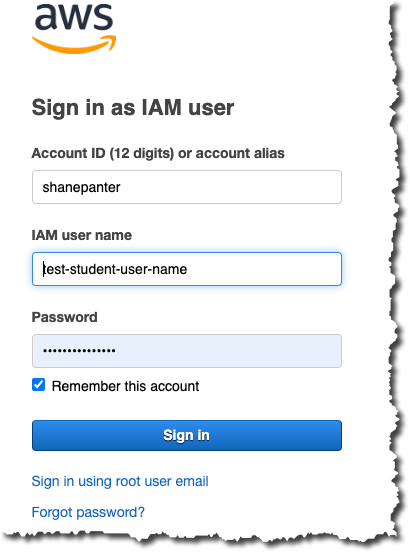 aws
Sign in as IAM user
Account ID (12 digits) or account alias
shanepanter
IAM user name
test-student-user-name
Password
•••••••••••••••
Remember this account
Sign in
Sign in using root user email
Forgot password?